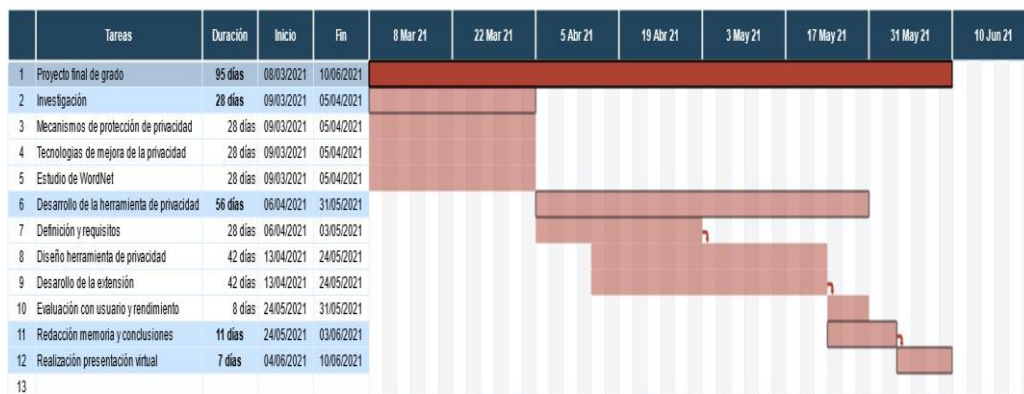 Tareas Duración Inicio Fin 8 Mar 21 22 Mar 21 5 Abr 21 19 Abr 21 3 May 21 17 May 21 31 May 21 10 Jun 21
1 Proyecto final de grado 95 días 08/03/2021 10/06/2021
2 Investigación 28 días 09/03/2021 05/04/2021
3 Mecanismos de protección de privacidad 28 días 09/03/2021 05/04/2021
4 Tecnologias de mejora de la privacidad 28 días 09/03/2021 05/04/2021
5 Estudio de WordNet 28 días 09/03/2021 05/04/2021
6 Desarrollo de la herramienta de privacidad 56 días 06/04/2021 31/05/2021
7 Definición y requisitos 28 días 06/04/2021 03/05/2021
8 Diseño herramienta de privacidad 42 días 13/04/2021 24/05/2021
9 Desarollo de la extensión 42 días 13/04/2021 24/05/2021
10 Evaluación con usuario y rendimiento 8 días 24/05/2021 31/05/2021
11 Redacción memoria y conclusiones 11 días 24/05/2021 03/06/2021
12 Realización presentación virtual 7 días 04/06/2021 10/06/2021
13